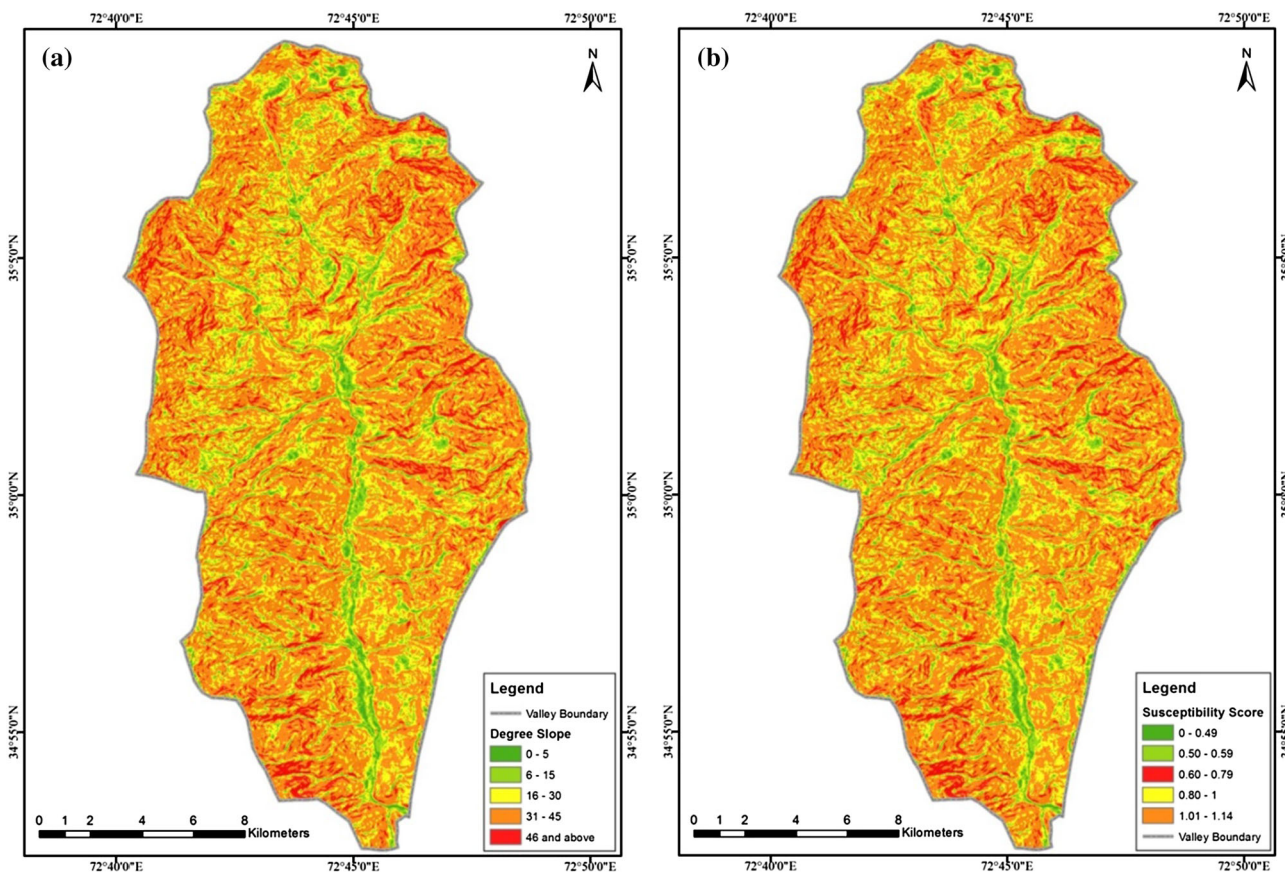 72°40'0"E 72°45'0"E 72°50'0"E
(a)
N
35°5'0"N
35°0'0"N
34°55'0"N
35°5'0"N
35°0'0"N
34°55'0"N
Legend
Valley Boundary
Degree Slope
0 - 5
6 - 15
16 - 30
31 - 45
46 and above
0 1 2 4 6 8
Kilometers
72°40'0"E 72°45'0"E 72°50'0"E
72°40'0"E 72°45'0"E 72°50'0"E
(b)
N
Legend
Susceptibility Score
0 - 0.49
0.50 - 0.59
0.60 - 0.79
0.80 - 1
1.01 - 1.14
Valley Boundary
0 1 2 4 6 8
Kilometers
72°40'0"E 72°45'0"E 72°50'0"E